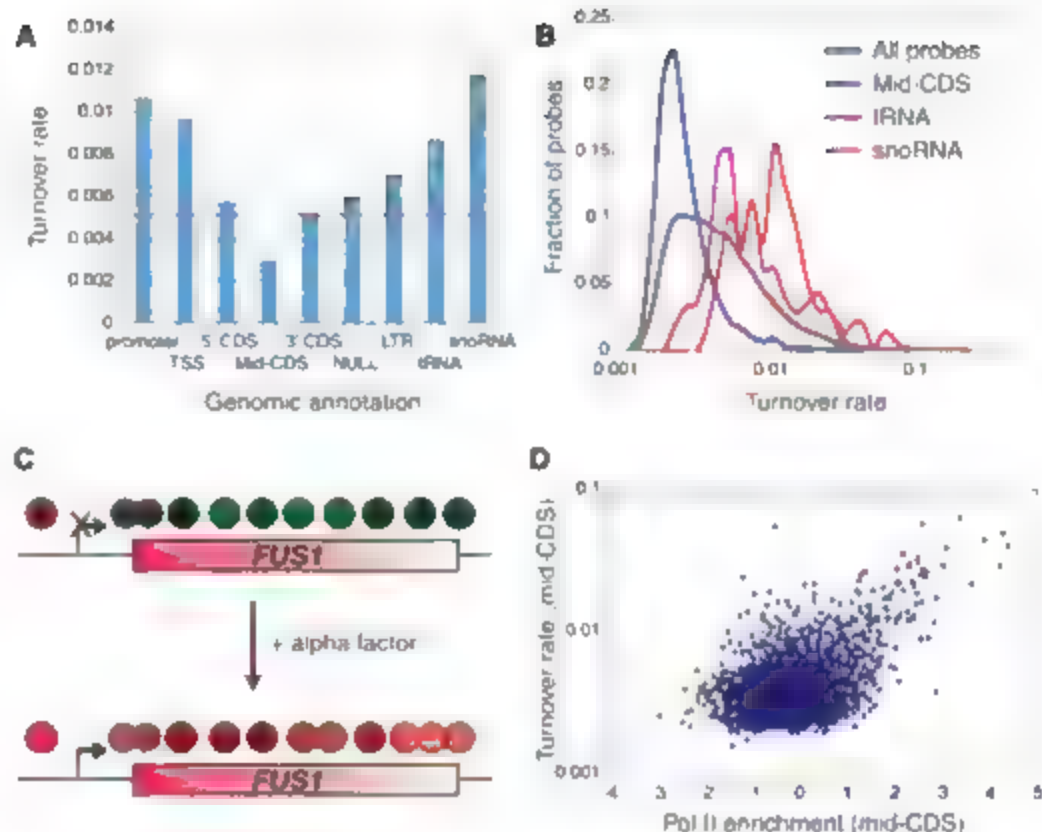 A
0.014
0.012
0.01
0.008
0.006
0.004
0.002
0
Turnover rate
promoter
TSS
5' CDS
Mid-CDS
3' CDS
NULL
LTR
tRNA
snoRNA
Genomic annotation
B
0.25
0.2
0.15
0.1
0.05
0
Fraction of probes
All probes
Mid-CDS
tRNA
snoRNA
0.001
0.01
0.1
Turnover rate
C
FUS1
+ alpha factor
FUS1
D
0.1
0.01
0.001
Turnover rate (mid-CDS)
-4 -3 -2 -1 0 1 2 3 4 5
Pol II enrichment (mid-CDS)